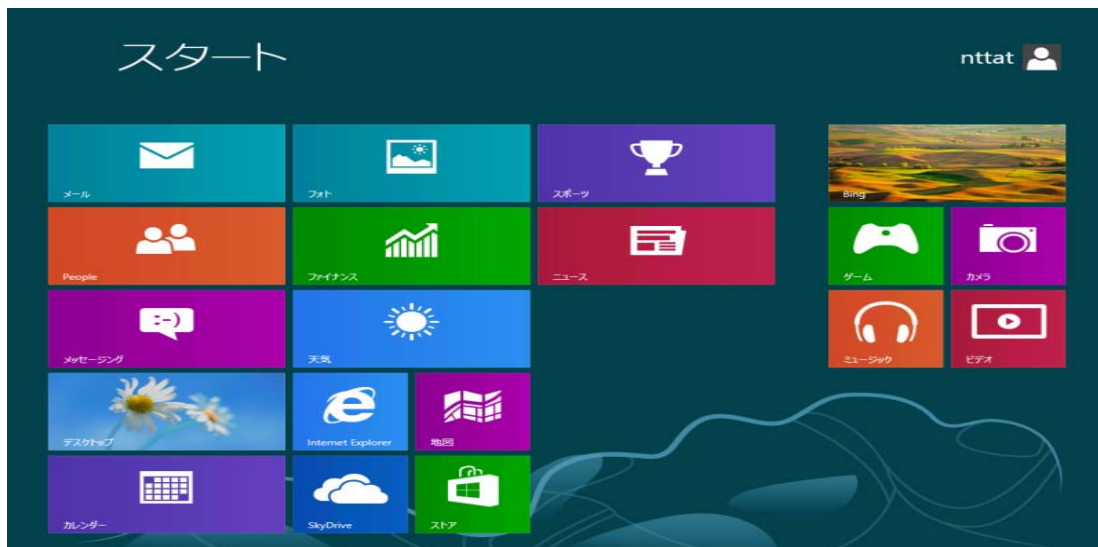 スタート
nttat
メール
フォト
スポーツ
Bing
People
ファイナンス
ニュース
ゲーム
カメラ
メッセージング
天気
ミュージック
ビデオ
:-)
デスクトップ
Internet Explorer
地図
カレンダー
SkyDrive
ストア